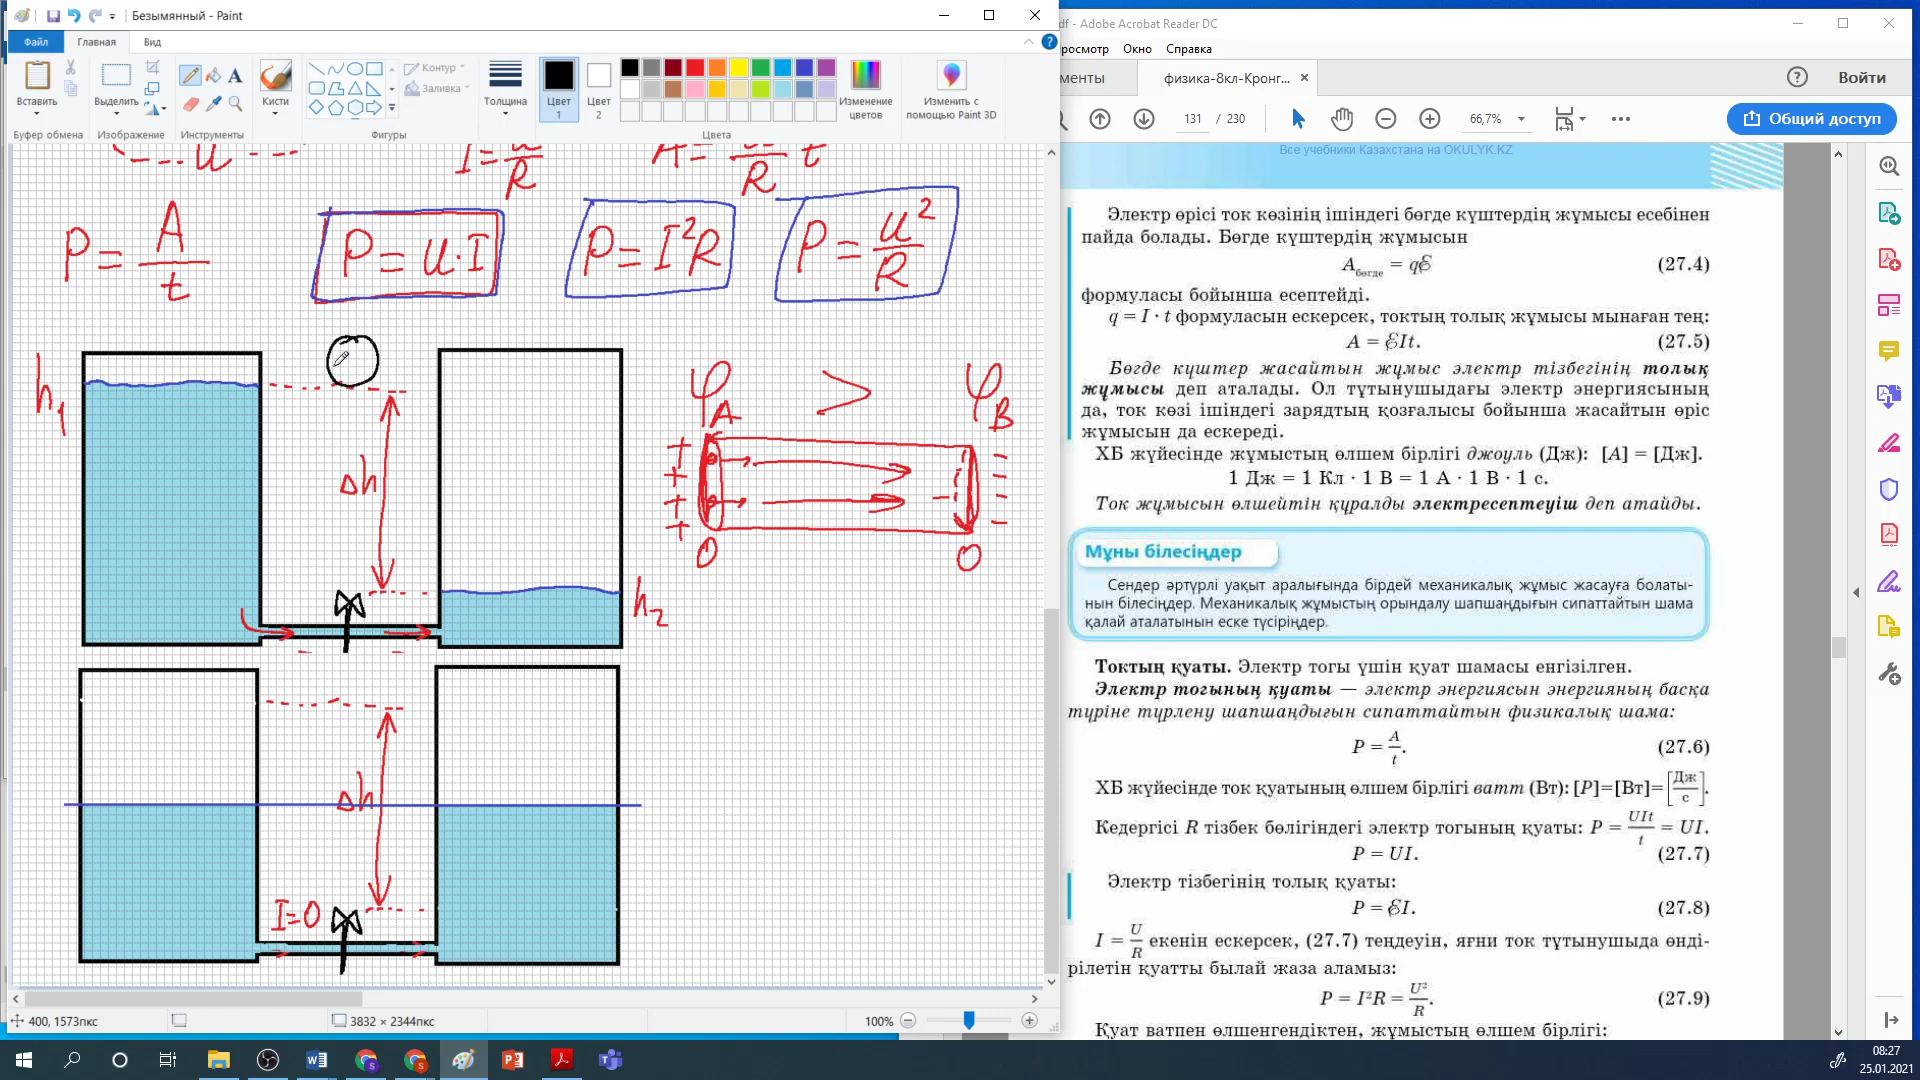 Безымянный - Paint
Файл
Главная
Вид
Вставить
Выделить
Кисти
Контур
Заливка
Толщина
Цвет 1
Цвет 2
Изменение цветов
Изменить с помощью Paint 3D
Буфер обмена
Изображение
Инструменты
Фигуры
Цвета
I = u/R
A = t
P = A/t
P = U·I
P = I²R
P = u²/R
h₁
Δh
h₂
φA > φB
+ + + +
Δh
I=0
400, 1573пкс
3832 × 2344пкс
100%
df - Adobe Acrobat Reader DC
росмотр Окно Справка
менты
физика-8кл-Кронг...
Войти
131 / 230
66,7%
Общий доступ
Все учебники Казахстана на OKULYK.KZ
Электр өрісі ток көзінің ішіндегі бөгде күштердің жұмысы есебінен
пайда болады. Бөгде күштердің жұмысын
Aбөгде = qℰ (27.4)
формуласы бойынша есептейді.
q = I · t формуласын ескерсек, токтың толық жұмысы мынаған тең:
A = ℰIt. (27.5)
Бөгде күштер жасайтын жұмыс электр тізбегінің толық
жұмысы деп аталады. Ол тұтынушыдағы электр энергиясының
да, ток көзі ішіндегі зарядтың қозғалысы бойынша жасайтын өріс
жұмысын да ескереді.
ХБ жүйесінде жұмыстың өлшем бірлігі джоуль (Дж): [A] = [Дж].
1 Дж = 1 Кл · 1 В = 1 А · 1 В · 1 с.
Ток жұмысын өлшейтін құралды электресептеуіш деп атайды.
Мұны білесіңдер
Сендер әртүрлі уақыт аралығында бірдей механикалық жұмыс жасауға болаты-
нын білесіңдер. Механикалық жұмыстың орындалу шапшаңдығын сипаттайтын шама
қалай аталатынын еске түсіріңдер.
Токтың қуаты. Электр тогы үшін қуат шамасы енгізілген.
Электр тогының қуаты — электр энергиясын энергияның басқа
түріне түрлену шапшаңдығын сипаттайтын физикалық шама:
P = A/t. (27.6)
ХБ жүйесінде ток қуатының өлшем бірлігі ватт (Вт): [P]=[Вт]=[Дж/с].
Кедергісі R тізбек бөлігіндегі электр тогының қуаты: P = UIt/t = UI.
P = UI. (27.7)
Электр тізбегінің толық қуаты:
P = ℰI. (27.8)
I = U/R екенін ескерсек, (27.7) теңдеуін, яғни ток тұтынушыда өнді-
рілетін қуатты былай жаза аламыз:
P = I²R = U²/R. (27.9)
Қуат ватпен өлшенгендіктен, жұмыстың өлшем бірлігі:
08:27
25.01.2021